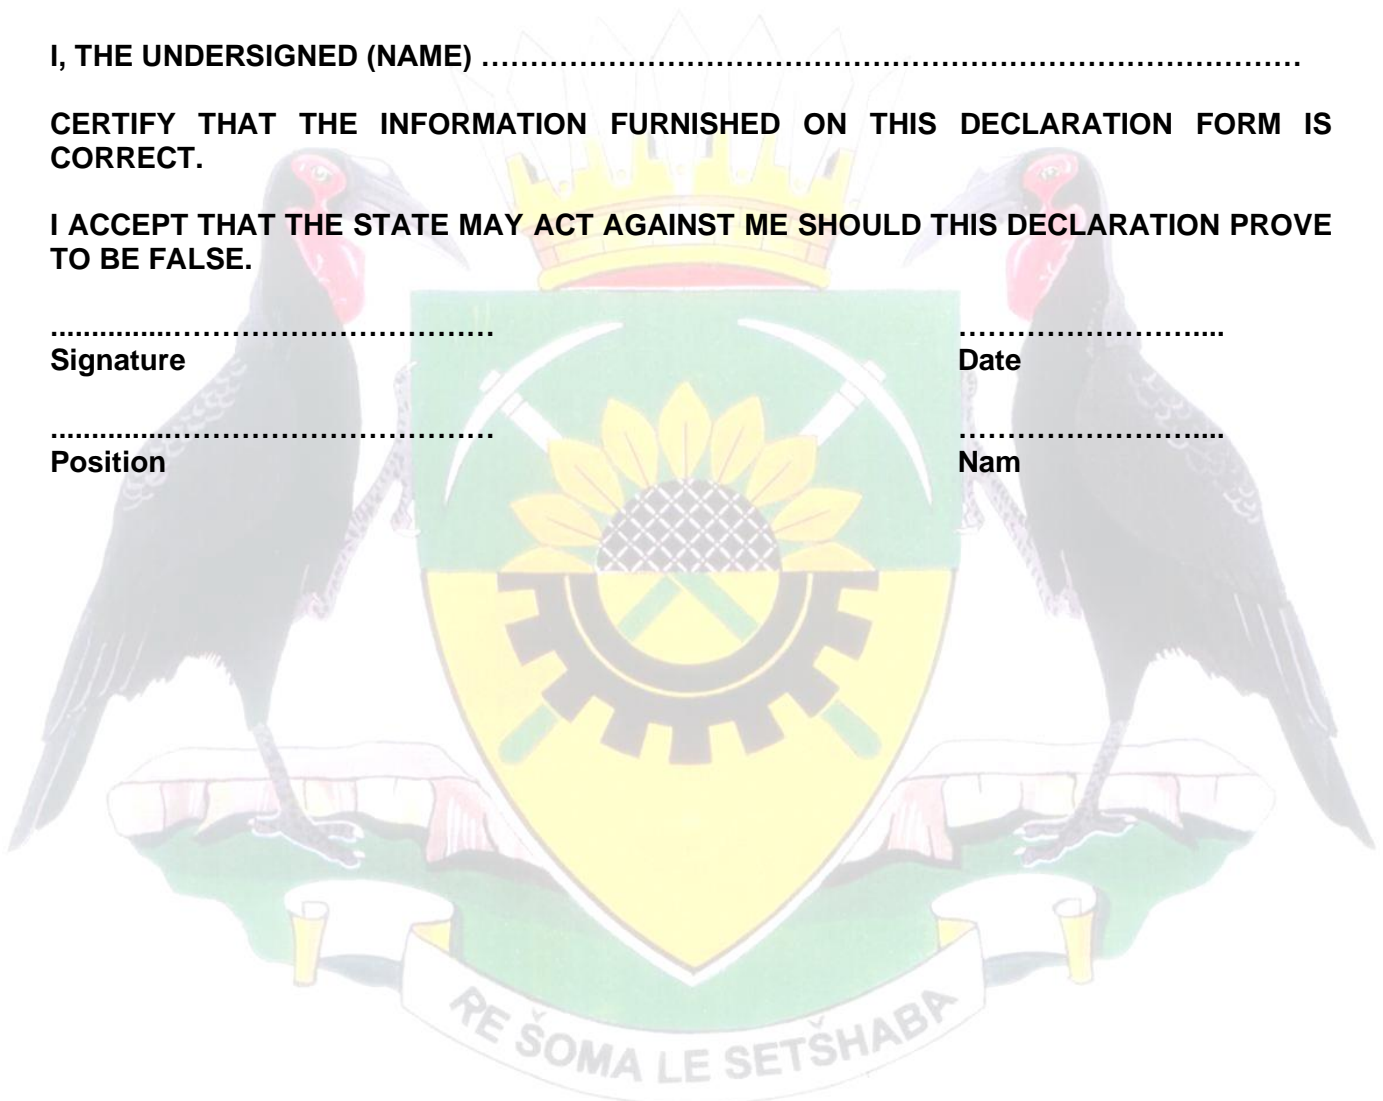 I, THE UNDERSIGNED (NAME) …………………………………………………………………………
CERTIFY THAT THE INFORMATION FURNISHED ON THIS DECLARATION FORM IS
CORRECT.
I ACCEPT THAT THE STATE MAY ACT AGAINST ME SHOULD THIS DECLARATION PROVE
TO BE FALSE.
...............………………………………… ……………………….....
Signature Date
...............………………………………… ……………………….....
Position Nam
RE ŠOMA LE SETŠHABA